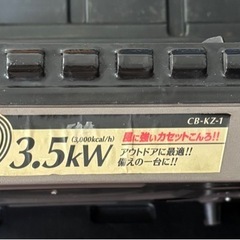 CB-KZ-1
(3,000kcal/h)
風に強いカセットこんろ!!
3.5kW
アウトドアに最適!!
備えの一台に!!